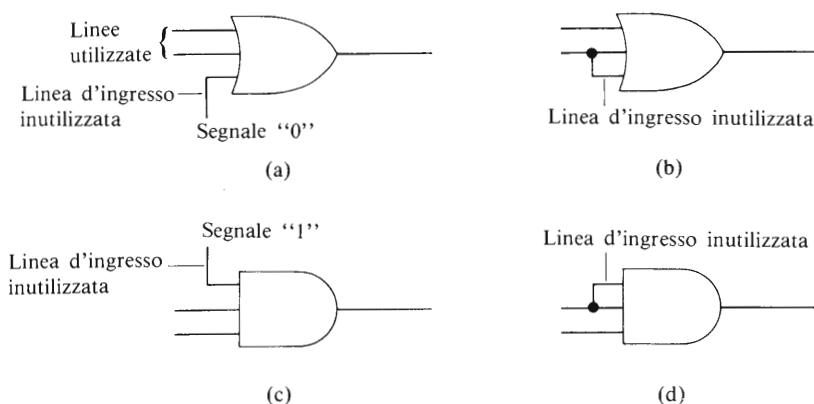 Linee
utilizzate
Linea d'ingresso
inutilizzata
Segnale “0”
(a)
Linea d'ingresso inutilizzata
(b)
Segnale “1”
Linea d'ingresso
inutilizzata
(c)
Linea d'ingresso inutilizzata
(d)